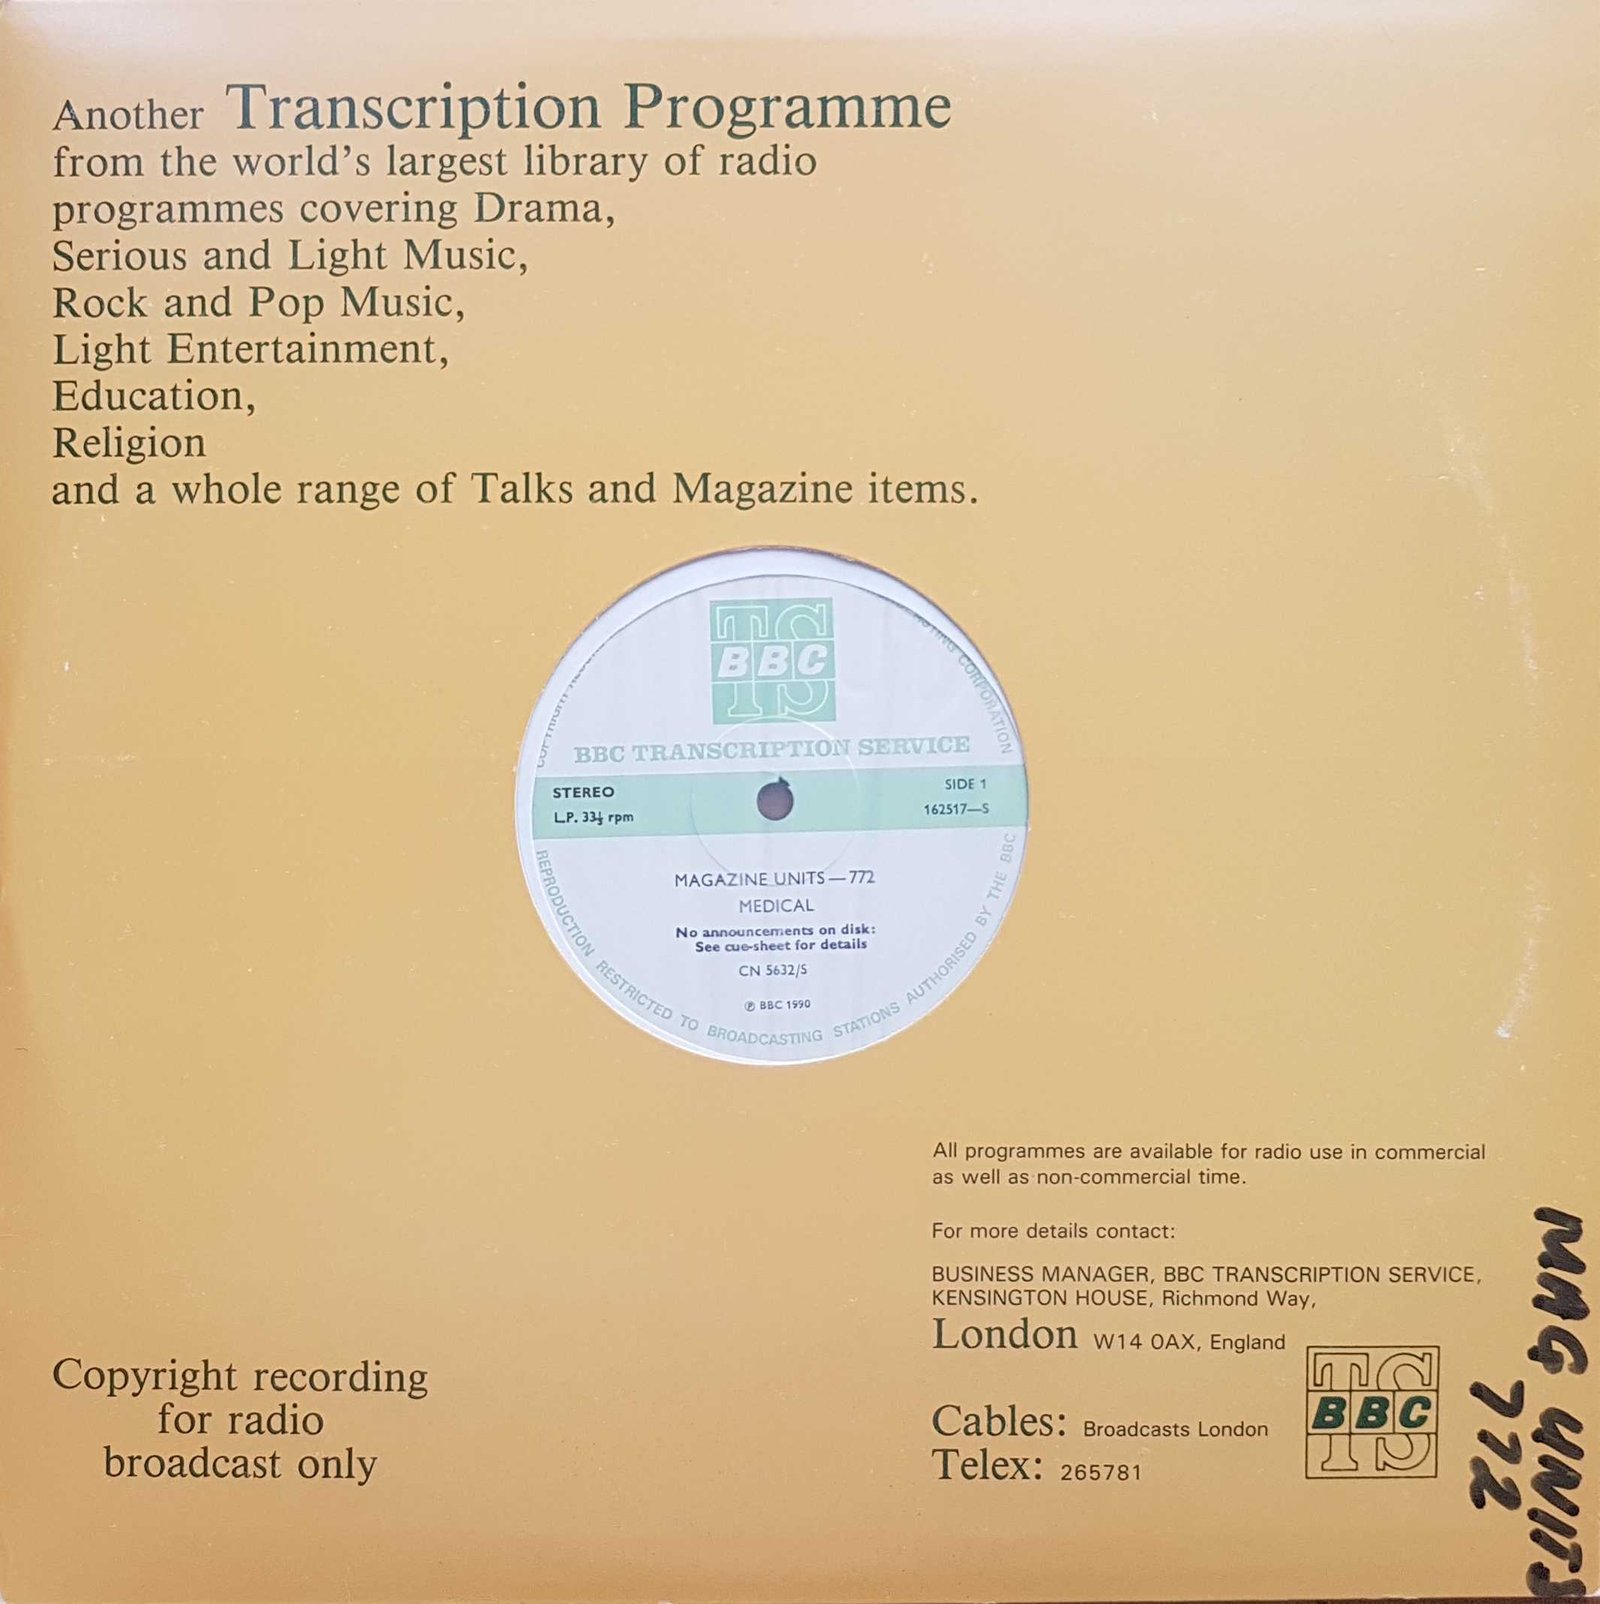 Another Transcription Programme
from the world's largest library of radio
programmes covering Drama,
Serious and Light Music,
Rock and Pop Music,
Light Entertainment,
Education,
Religion
and a whole range of Talks and Magazine items.
TS
BBC
TS
BBC TRANSCRIPTION SERVICE
STEREO
L.P. 33⅓ rpm
SIDE 1
162517—S
MAGAZINE UNITS—772
MEDICAL
No announcements on disk:
See cue-sheet for details
CN 5632/S
℗ BBC 1990
CORPORATION
REPRODUCTION RESTRICTED TO BROADCASTING STATIONS AUTHORISED BY THE BBC
All programmes are available for radio use in commercial
as well as non-commercial time.
For more details contact:
BUSINESS MANAGER, BBC TRANSCRIPTION SERVICE,
KENSINGTON HOUSE, Richmond Way,
London W14 0AX, England
Cables: Broadcasts London
Telex: 265781
TS
BBC
TS
Copyright recording
for radio
broadcast only
MAG UNITS
772